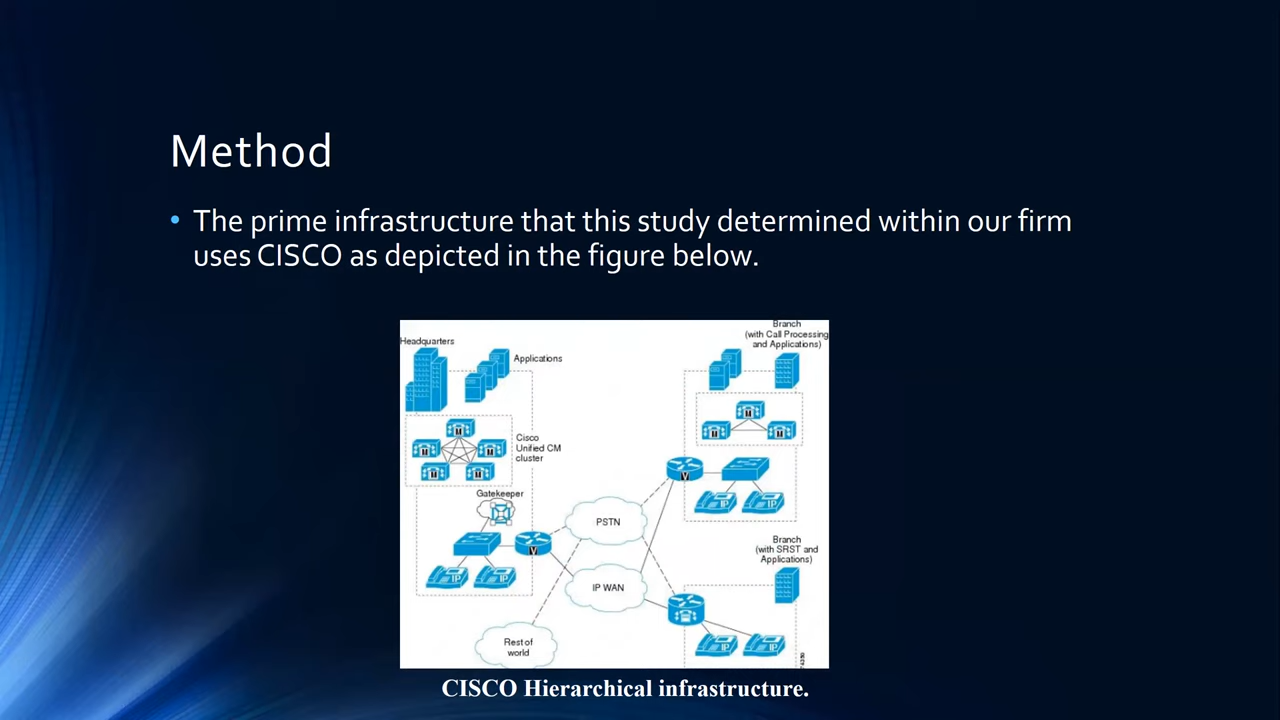 Method
• The prime infrastructure that this study determined within our firm
uses CISCO as depicted in the figure below.
Headquarters
Applications
Branch
(with Call Processing
and Applications)
M
M
M
M
M
Cisco
Unified CM
cluster
M
M
M
Gatekeeper
V
IP
IP
PSTN
V
IP
IP
IP WAN
Branch
(with SRST and
Applications)
Rest of
world
IP
IP
CISCO Hierarchical infrastructure.